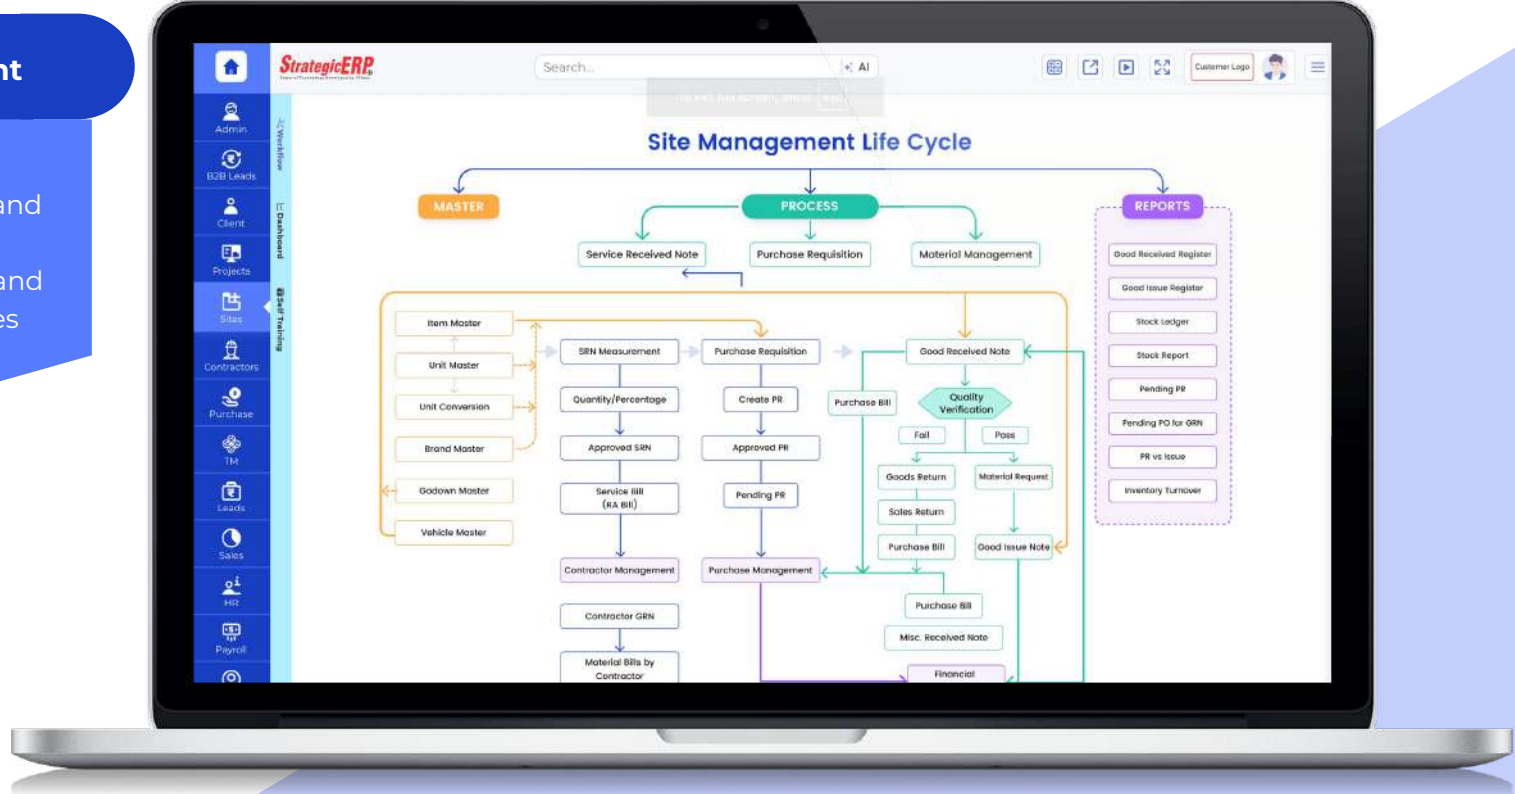 nt
and
and
es
StrategicERP
Search...
AI
Customer Logo
Admin
B2B Leads
Client
Projects
Sites
Contractors
Purchase
TM
Leads
Sales
HR
Payroll
Workflow
Dashboard
Self Training
Site Management Life Cycle
MASTER
PROCESS
REPORTS
Service Received Note
Purchase Requisition
Material Management
Item Master
Unit Master
Unit Conversion
Brand Master
Godown Master
Vehicle Master
SRN Measurement
Quantity/Percentage
Approved SRN
Service Bill
(RA Bill)
Contractor Management
Contractor GRN
Material Bills by
Contractor
Purchase Requisition
Create PR
Approved PR
Pending PR
Purchase Management
Good Received Note
Purchase Bill
Quality
Verification
Fail
Pass
Goods Return
Material Request
Sales Return
Purchase Bill
Good Issue Note
Purchase Bill
Misc. Received Note
Financial
Good Received Register
Good Issue Register
Stock Ledger
Stock Report
Pending PR
Pending PO for GRN
PR vs Issue
Inventory Turnover